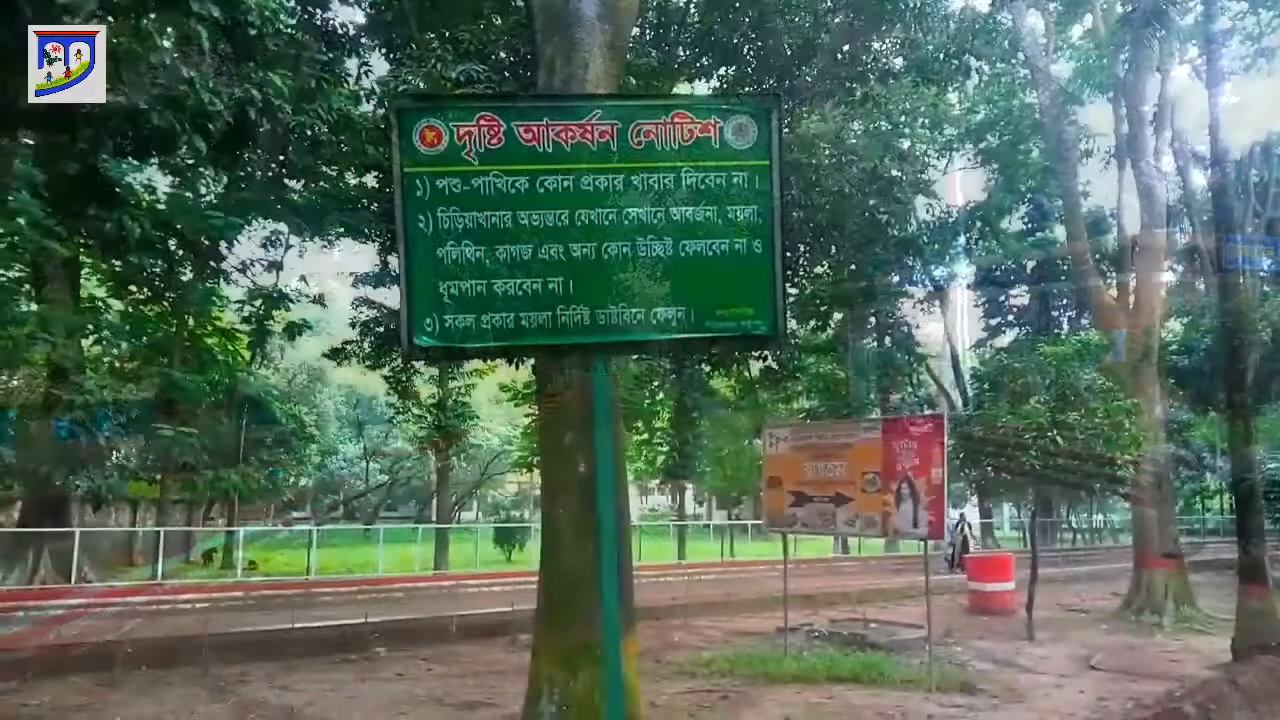 দৃষ্টি আকর্ষন নোটিশ
১) পশু-পাখিকে কোন প্রকার খাবার দিবেন না।
২) চিড়িয়াখানার অভ্যন্তরে যেখানে সেখানে আবর্জনা, ময়লা,
পলিথিন, কাগজ এবং অন্য কোন উচ্ছিষ্ট ফেলবেন না ও
ধূমপান করবেন না।
৩) সকল প্রকার ময়লা নির্দিষ্ট ডাষ্টবিনে ফেলুন।